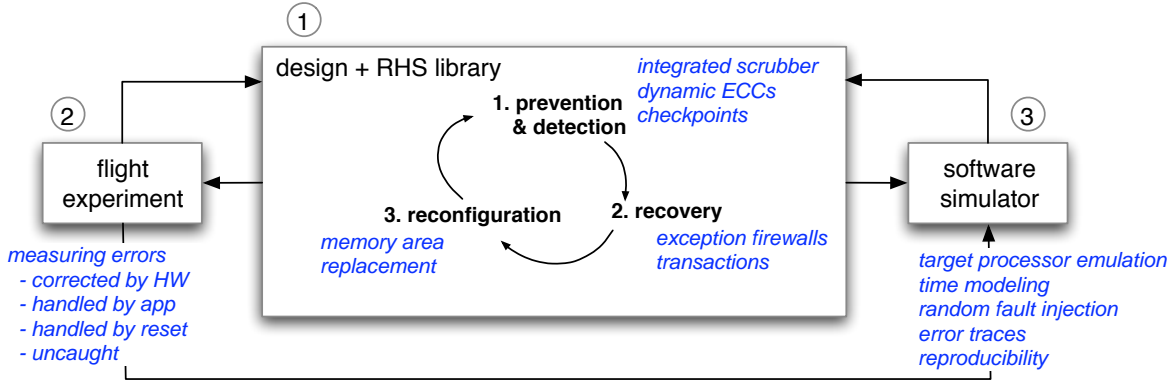 1
design + RHS library
integrated scrubber
dynamic ECCs
checkpoints
1. prevention
& detection
2. recovery
exception firewalls
transactions
3. reconfiguration
memory area
replacement
2
flight
experiment
measuring errors
- corrected by HW
- handled by app
- handled by reset
- uncaught
3
software
simulator
target processor emulation
time modeling
random fault injection
error traces
reproducibility